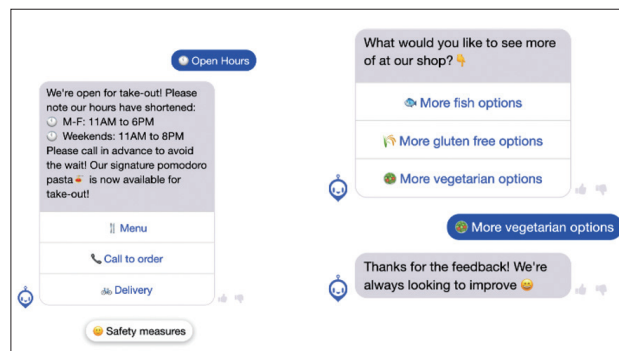 🕐 Open Hours
We're open for take-out! Please
note our hours have shortened:
🕐 M-F: 11AM to 6PM
🕐 Weekends: 11AM to 8PM
Please call in advance to avoid
the wait! Our signature pomodoro
pasta🍝 is now available for
take-out!
🍴 Menu
📞 Call to order
🚲 Delivery
😀 Safety measures
What would you like to see more
of at our shop?👇
🐟 More fish options
🌾 More gluten free options
🥗 More vegetarian options
🥗 More vegetarian options
Thanks for the feedback! We're
always looking to improve 😀